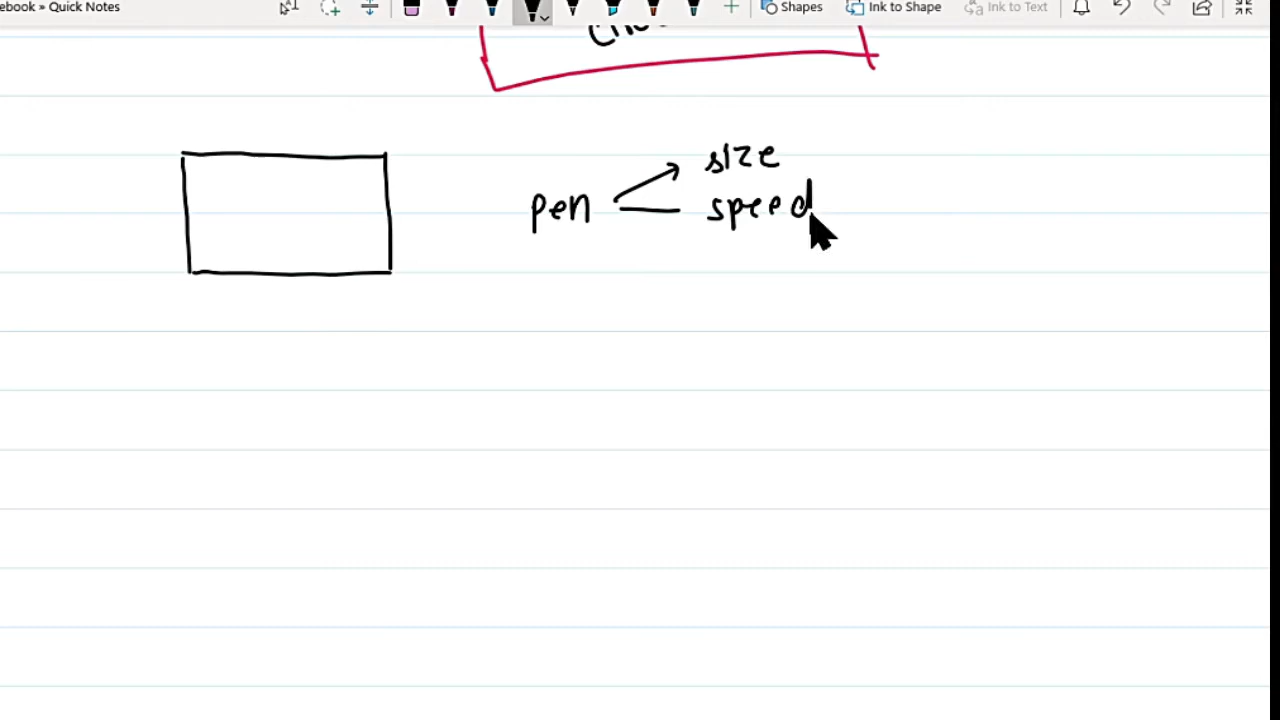 ebook » Quick Notes
Shapes
Ink to Shape
Ink to Text
size
pen
speed